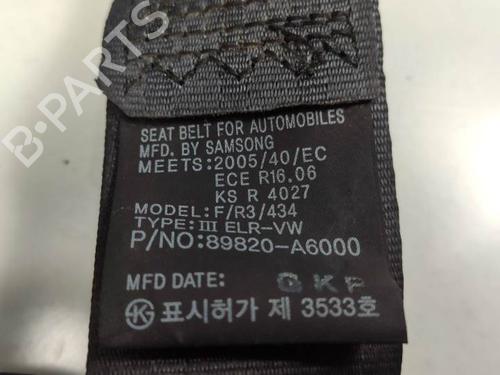 SEAT BELT FOR AUTOMOBILES
MFD. BY SAMSONG
MEETS: 2005/40/EC
ECE R16.06
KS R 4027
MODEL: F/R3/434
TYPE: III ELR-VW
P/NO: 89820-A6000
MFD DATE: GKP
표시허가 제 3533호